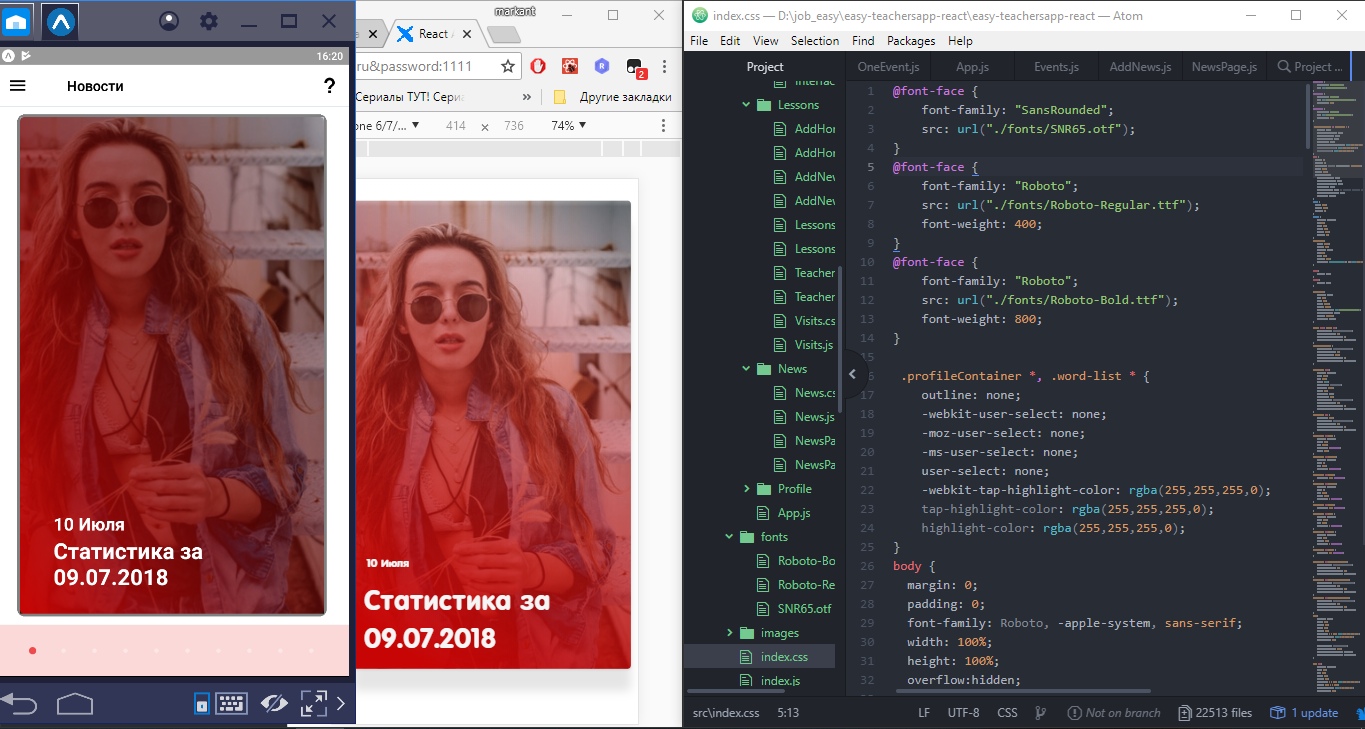 16:20
Новости
?
10 Июля
Статистика за
09.07.2018
markant
React
ru&password:1111
2
Сериалы ТУТ! Сериа
»
Другие закладки
one 6/7/... ▼ 414 × 736 74% ▼
10 Июля
Статистика за
09.07.2018
index.css — D:\job_easy\easy-teachersapp-react\easy-teachersapp-react — Atom
File Edit View Selection Find Packages Help
Project
OneEvent.js App.js Events.js AddNews.js NewsPage.js Project ...
Interfac
Lessons
AddHor
AddHor
AddNev
AddNev
Lessons
Lessons
Teacher
Teacher
Visits.cs
Visits.js
News
News.cs
News.js
NewsPa
NewsPa
Profile
App.js
fonts
Roboto-Bo
Roboto-Re
SNR65.otf
images
index.css
index.js
1 @font-face {
2 font-family: "SansRounded";
3 src: url("./fonts/SNR65.otf");
4 }
5 @font-face {
6 font-family: "Roboto";
7 src: url("./fonts/Roboto-Regular.ttf");
8 font-weight: 400;
9 }
10 @font-face {
11 font-family: "Roboto";
12 src: url("./fonts/Roboto-Bold.ttf");
13 font-weight: 800;
14 }
15
6 .profileContainer *, .word-list * {
17 outline: none;
18 -webkit-user-select: none;
19 -moz-user-select: none;
20 -ms-user-select: none;
21 user-select: none;
22 -webkit-tap-highlight-color: rgba(255,255,255,0);
23 tap-highlight-color: rgba(255,255,255,0);
24 highlight-color: rgba(255,255,255,0);
25 }
26 body {
27 margin: 0;
28 padding: 0;
29 font-family: Roboto, -apple-system, sans-serif;
30 width: 100%;
31 height: 100%;
32 overflow:hidden;
src\index.css 5:13 LF UTF-8 CSS Not on branch 22513 files 1 update